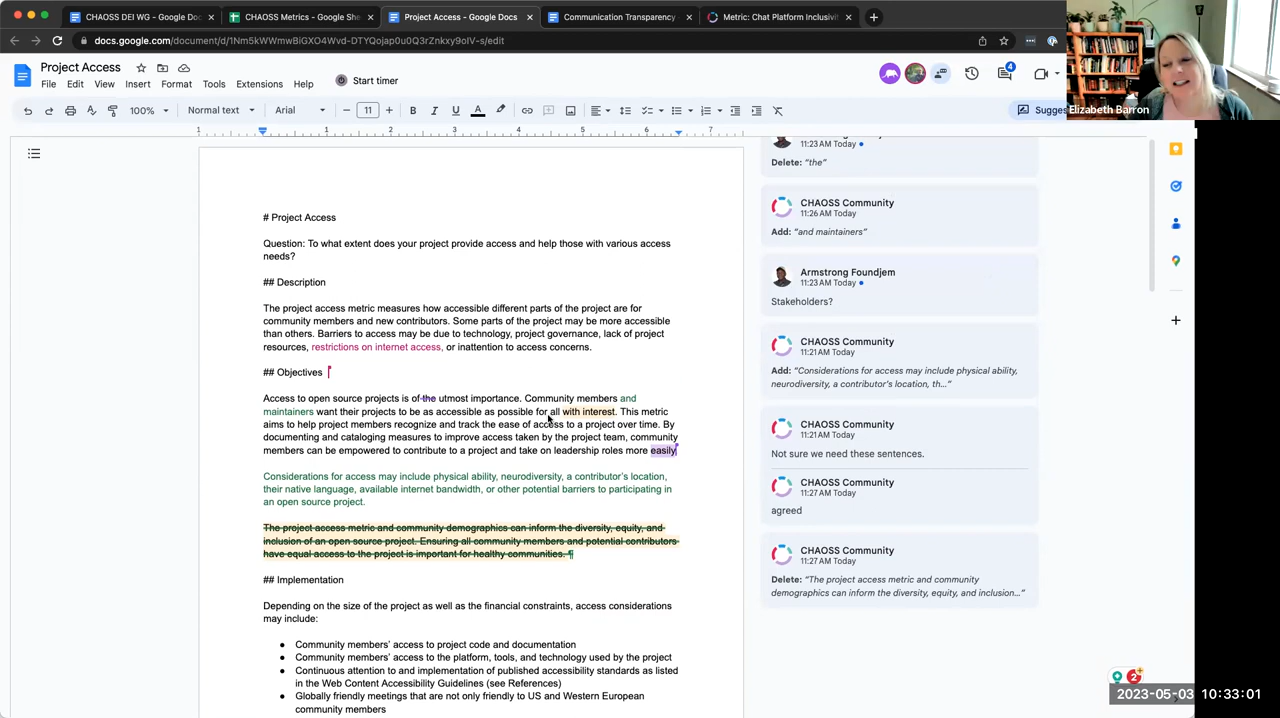 CHAOSS DEI WG - Google Doc
CHAOSS Metrics - Google She
Project Access - Google Docs
Communication Transparency
Metric: Chat Platform Inclusivi
docs.google.com/document/d/1Nm5kWWmwBiGXO4Wvd-DTYQojap0u0Q3rZnkxy9oIV-s/edit
Project Access
File Edit View Insert Format Tools Extensions Help
Start timer
4
100%
Normal text
Arial
11
Sugges
Elizabeth Barron
1 1 2 3 4 5 6 7
# Project Access
Question: To what extent does your project provide access and help those with various access
needs?
## Description
The project access metric measures how accessible different parts of the project are for
community members and new contributors. Some parts of the project may be more accessible
than others. Barriers to access may be due to technology, project governance, lack of project
resources, restrictions on internet access, or inattention to access concerns.
## Objectives
Access to open source projects is of the utmost importance. Community members and
maintainers want their projects to be as accessible as possible for all with interest. This metric
aims to help project members recognize and track the ease of access to a project over time. By
documenting and cataloging measures to improve access taken by the project team, community
members can be empowered to contribute to a project and take on leadership roles more easily
Considerations for access may include physical ability, neurodiversity, a contributor's location,
their native language, available internet bandwidth, or other potential barriers to participating in
an open source project.
The project access metric and community demographics can inform the diversity, equity, and
inclusion of an open source project. Ensuring all community members and potential contributors
have equal access to the project is important for healthy communities. ¶
## Implementation
Depending on the size of the project as well as the financial constraints, access considerations
may include:
● Community members' access to project code and documentation
● Community members' access to the platform, tools, and technology used by the project
● Continuous attention to and implementation of published accessibility standards as listed
in the Web Content Accessibility Guidelines (see References)
● Globally friendly meetings that are not only friendly to US and Western European
community members
11:23 AM Today
Delete: "the"
CHAOSS Community
11:26 AM Today
Add: "and maintainers"
Armstrong Foundjem
11:23 AM Today
Stakeholders?
CHAOSS Community
11:21 AM Today
Add: "Considerations for access may include physical ability,
neurodiversity, a contributor's location, th..."
CHAOSS Community
11:21 AM Today
Not sure we need these sentences.
CHAOSS Community
11:27 AM Today
agreed
CHAOSS Community
11:27 AM Today
Delete: "The project access metric and community
demographics can inform the diversity, equity, and inclusion..."
2
2023-05-03 10:33:01